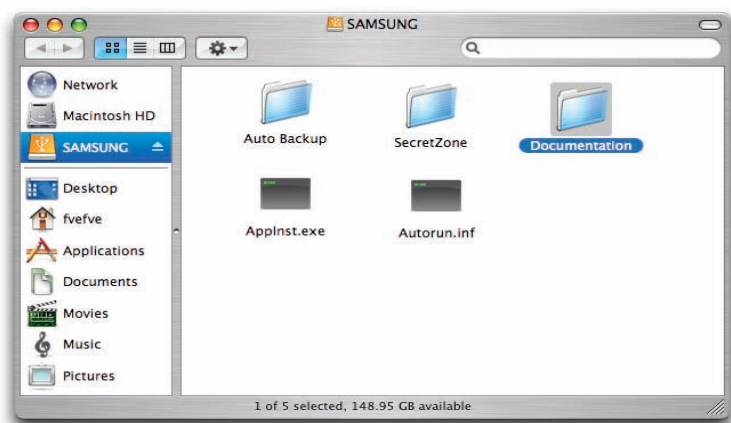 SAMSUNG
Network
Macintosh HD
SAMSUNG
Desktop
fvefve
Applications
Documents
Movies
Music
Pictures
Auto Backup
SecretZone
Documentation
AppInst.exe
Autorun.inf
1 of 5 selected, 148.95 GB available